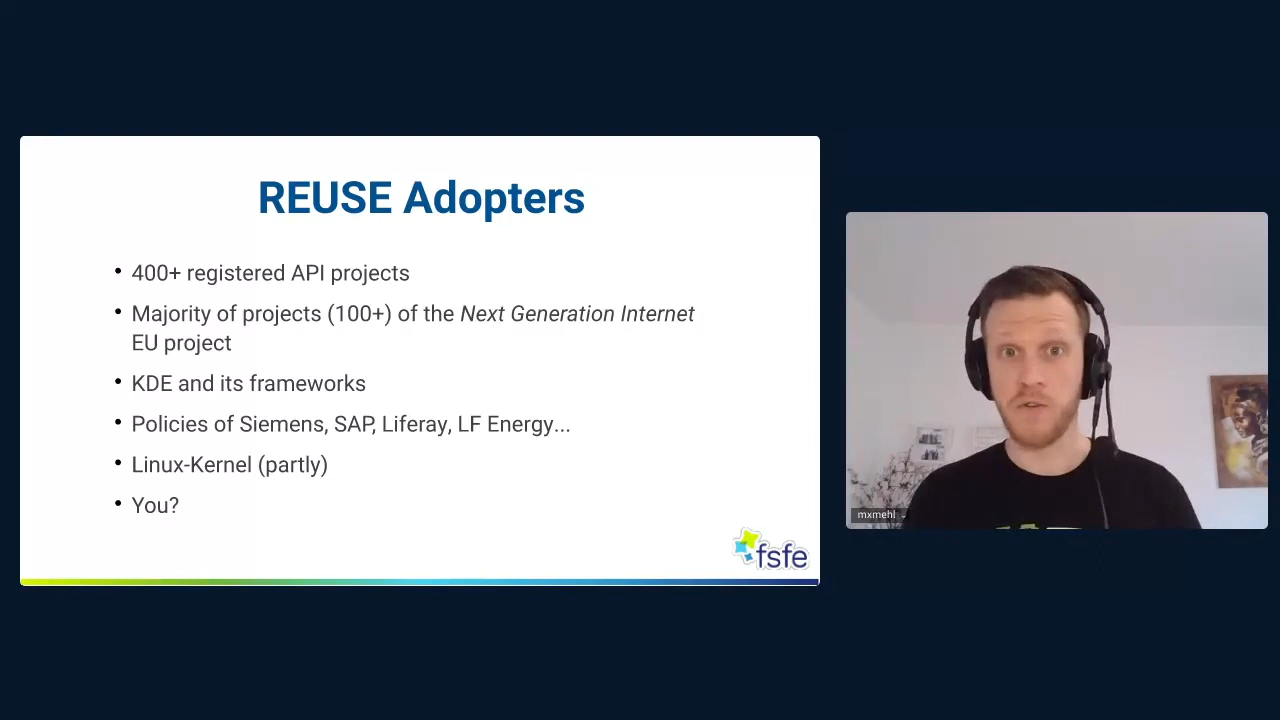 REUSE Adopters
• 400+ registered API projects
• Majority of projects (100+) of the Next Generation Internet
EU project
• KDE and its frameworks
• Policies of Siemens, SAP, Liferay, LF Energy...
• Linux-Kernel (partly)
• You?
fsfe
mxmehl